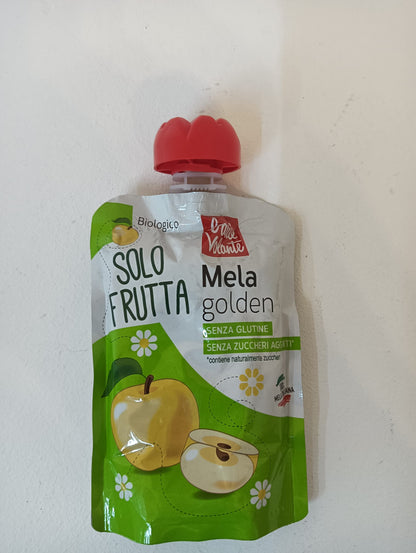 Biologico
Baule
Volante
SOLO
FRUTTA
Mela
golden
SENZA GLUTINE
SENZA ZUCCHERI AGGIUNTI*
*contiene naturalmente zuccheri